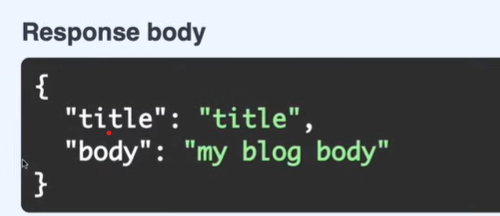 Response body
{
"title": "title",
"body": "my blog body"
}